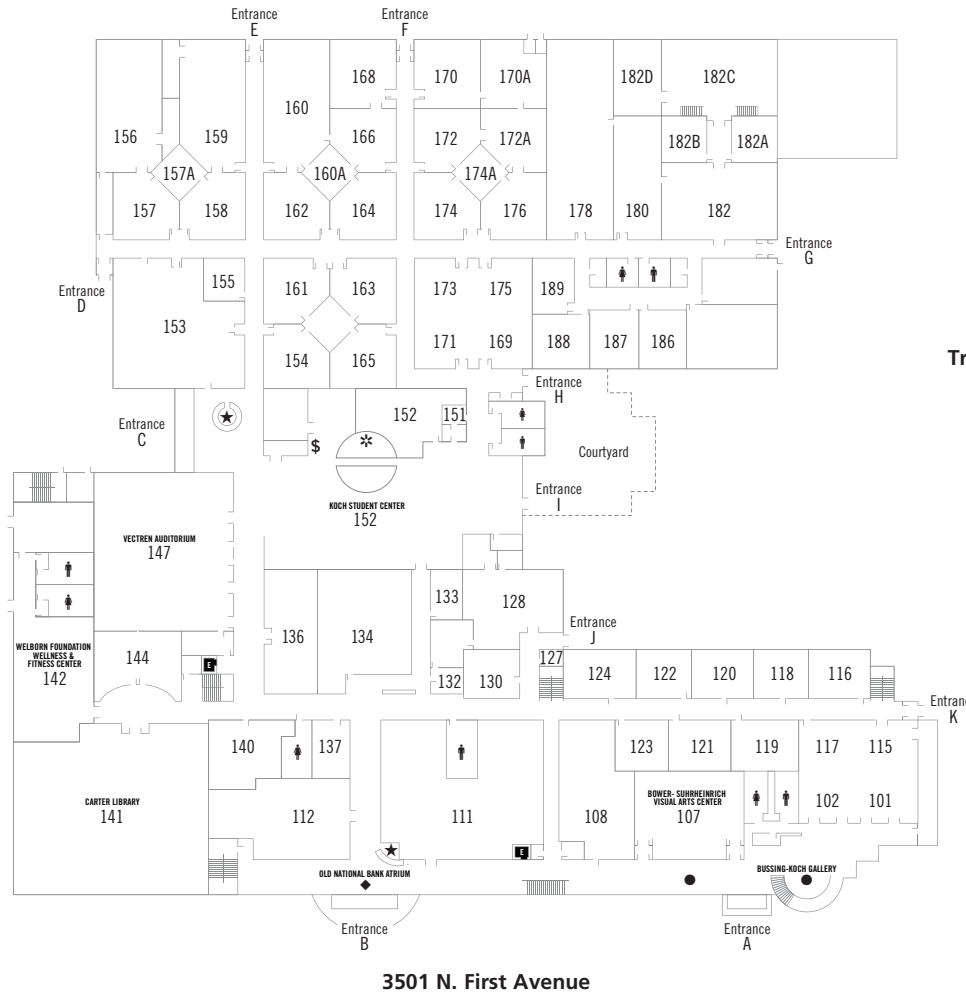 Entrance
E
Entrance
F
168
170
170A
182D
182C
160
156
159
166
172
172A
182B
182A
157A
160A
174A
157
158
162
164
174
176
178
180
182
Entrance
G
155
161
163
173
175
189
Entrance
D
153
154
165
171
169
188
187
186
Tr
Entrance
H
152
151
Entrance
C
$
Courtyard
Entrance
I
KOCH STUDENT CENTER
152
VECTREN AUDITORIUM
147
133
128
136
134
Entrance
J
WELBORN FOUNDATION
WELLNESS &
FITNESS CENTER
142
144
E
127
132
130
124
122
120
118
116
Entranc
K
140
137
123
121
119
117
115
CARTER LIBRARY
141
112
111
108
BOWER- SUHRHEINRICH
VISUAL ARTS CENTER
107
102
101
E
OLD NATIONAL BANK ATRIUM
BUSSING-KOCH GALLERY
Entrance
B
Entrance
A
3501 N. First Avenue